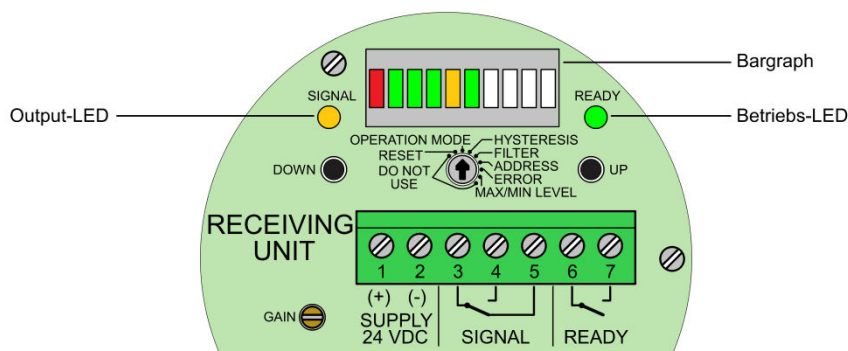 Bargraph
SIGNAL
READY
Output-LED
Betriebs-LED
OPERATION MODE
HYSTERESIS
RESET
FILTER
DOWN
DO NOT
USE
ADDRESS
UP
ERROR
MAX/MIN LEVEL
RECEIVING
UNIT
1 2 3 4 5 6 7
(+) (-)
GAIN
SUPPLY
24 VDC
SIGNAL
READY